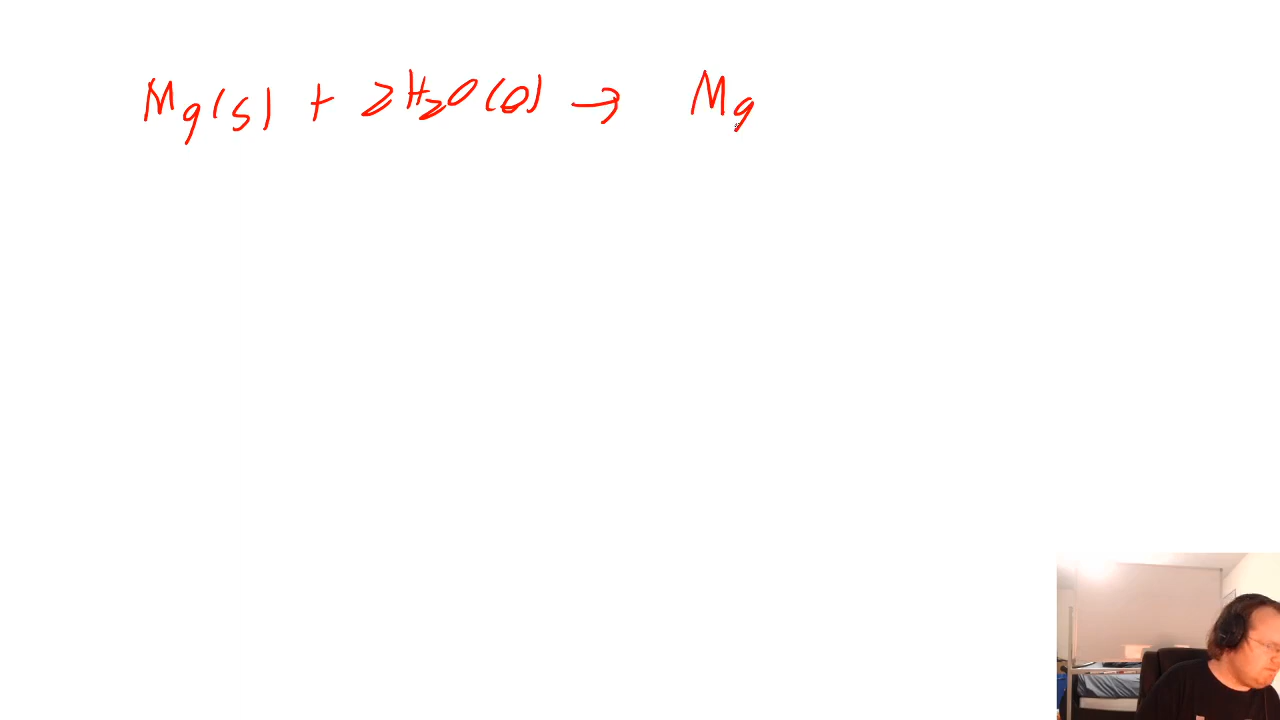 Mg(s) + 2H₂O(l) → Mg